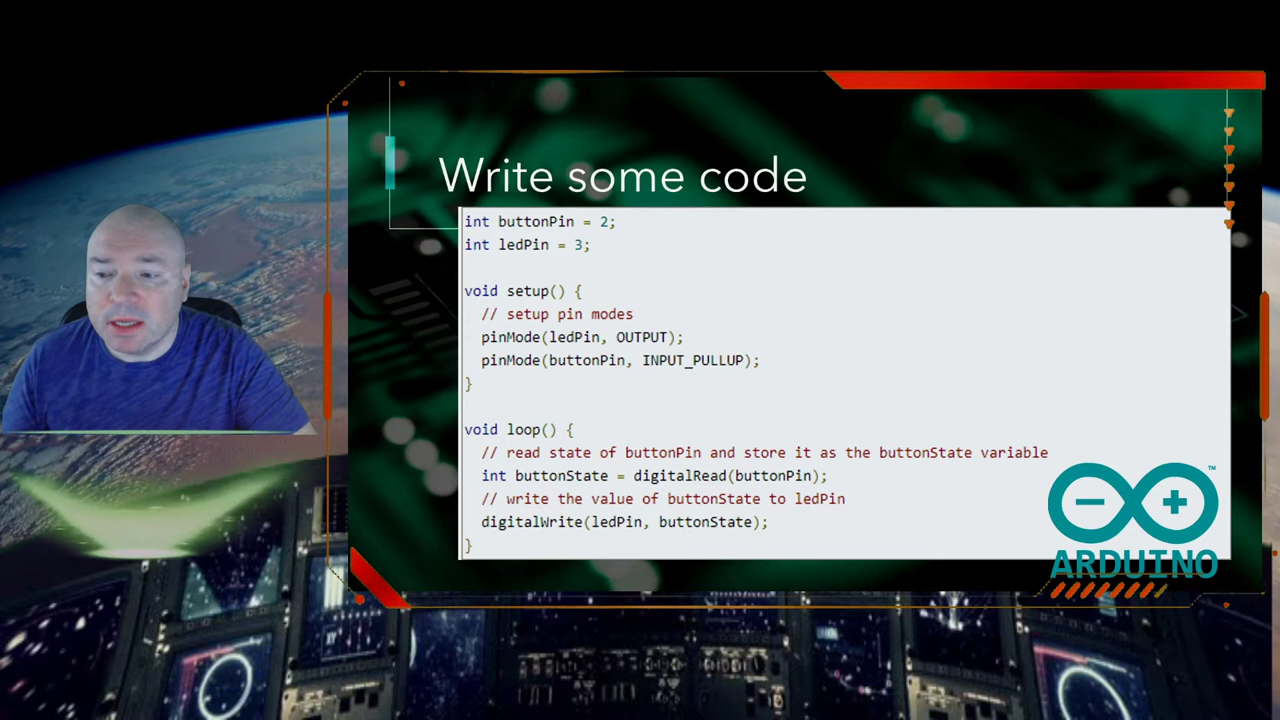 Write some code
int buttonPin = 2;
int ledPin = 3;
void setup() {
// setup pin modes
pinMode(ledPin, OUTPUT);
pinMode(buttonPin, INPUT_PULLUP);
}
void loop() {
// read state of buttonPin and store it as the buttonState variable
int buttonState = digitalRead(buttonPin);
// write the value of buttonState to ledPin
digitalWrite(ledPin, buttonState);
}
TM
ARDUINO